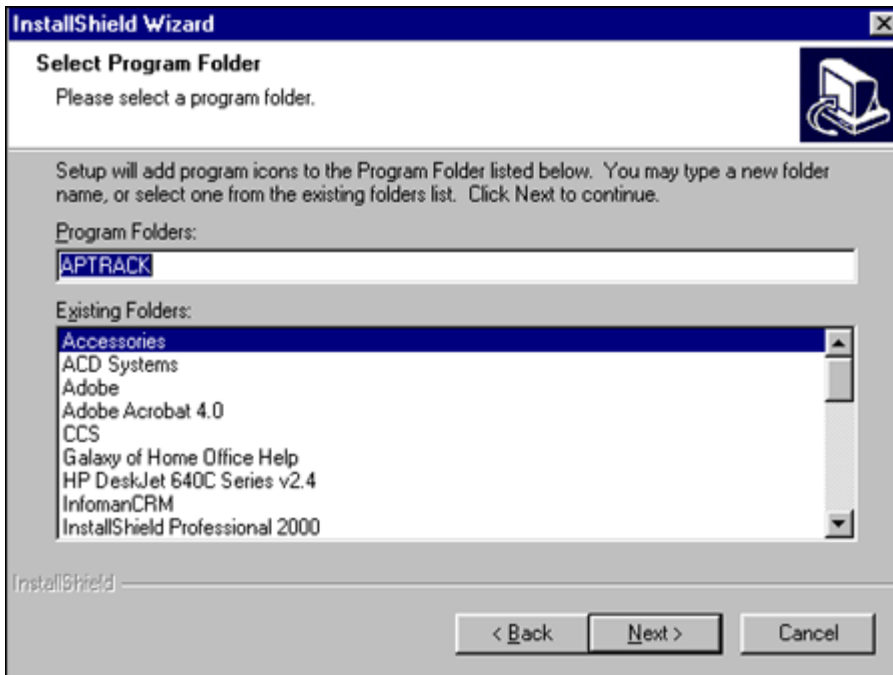 InstallShield Wizard
Select Program Folder
Please select a program folder.
Setup will add program icons to the Program Folder listed below. You may type a new folder
name, or select one from the existing folders list. Click Next to continue.
Program Folders:
APTRACK
Existing Folders:
Accessories
ACD Systems
Adobe
Adobe Acrobat 4.0
CCS
Galaxy of Home Office Help
HP DeskJet 640C Series v2.4
InfomanCRM
InstallShield Professional 2000
InstallShield
< Back Next > Cancel